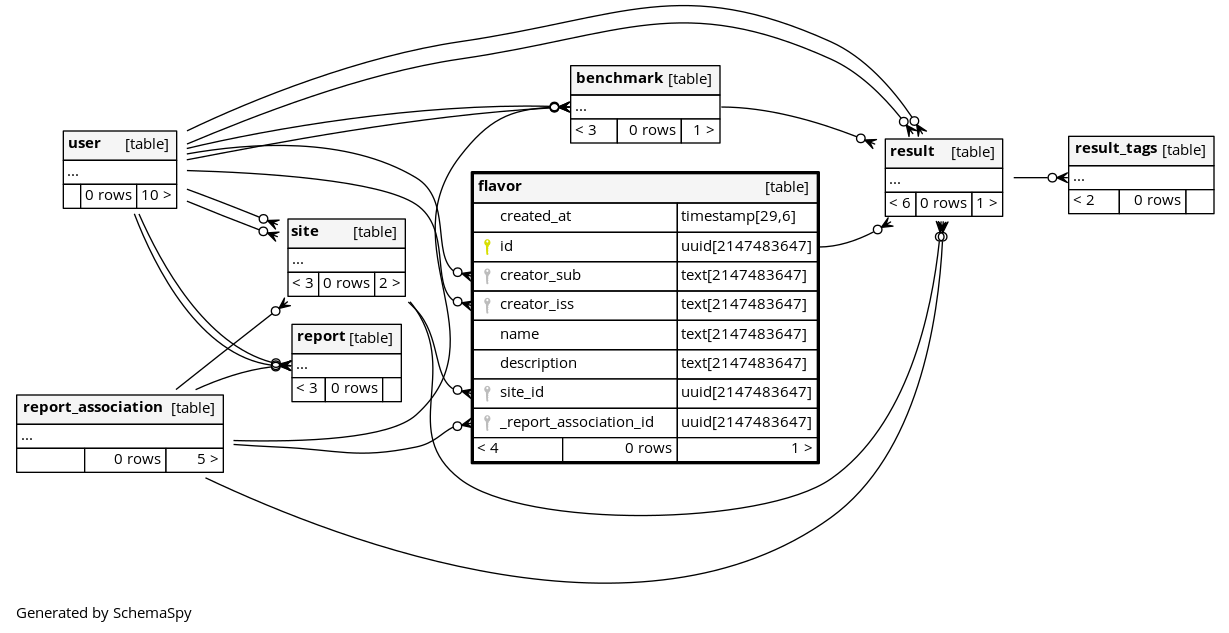 benchmark [table]
...
< 3 0 rows 1 >
user [table]
...
0 rows 10 >
result [table]
...
< 6 0 rows 1 >
result_tags [table]
...
< 2 0 rows
flavor [table]
created_at timestamp[29,6]
id uuid[2147483647]
creator_sub text[2147483647]
creator_iss text[2147483647]
name text[2147483647]
description text[2147483647]
site_id uuid[2147483647]
_report_association_id uuid[2147483647]
< 4 0 rows 1 >
site [table]
...
< 3 0 rows 2 >
report [table]
...
< 3 0 rows
report_association [table]
...
0 rows 5 >
Generated by SchemaSpy